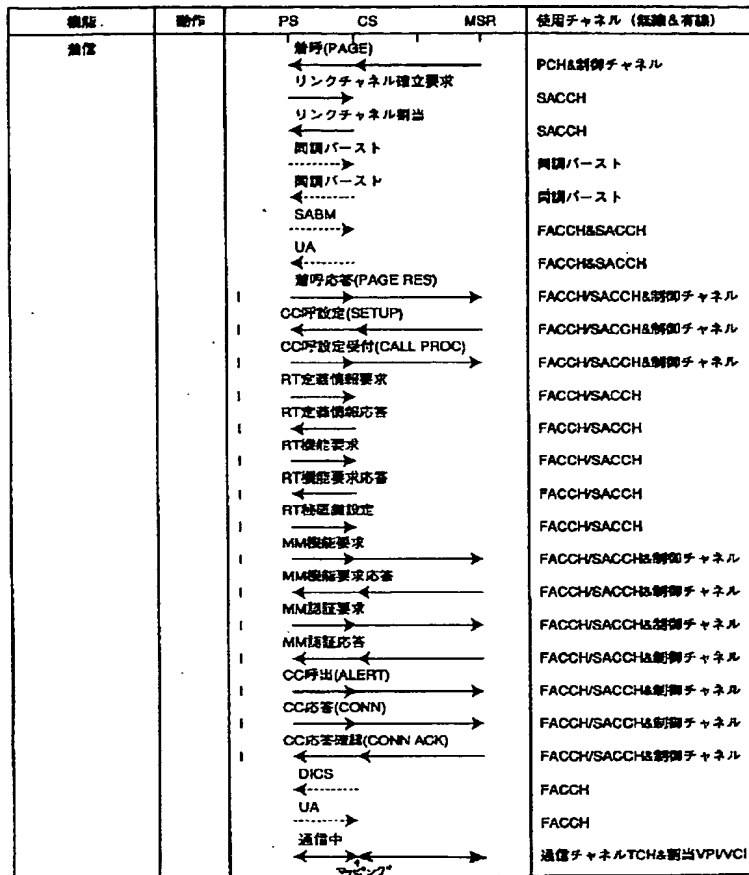 機能 動作 PS CS MSR 使用チャネル（無線&有線）
着信
着呼(PAGE) PCH&制御チャネル
リンクチャネル確立要求 SACCH
リンクチャネル割当 SACCH
同調バースト 同調バースト
同調バースト 同調バースト
SABM FACCH&SACCH
UA FACCH&SACCH
着呼応答(PAGE RES) FACCH/SACCH&制御チャネル
CC呼設定(SETUP) FACCH/SACCH&制御チャネル
CC呼設定受付(CALL PROC) FACCH/SACCH&制御チャネル
RT定義情報要求 FACCH/SACCH
RT定義情報応答 FACCH/SACCH
RT機能要求 FACCH/SACCH
RT機能要求応答 FACCH/SACCH
RT秘匿鍵設定 FACCH/SACCH
MM機能要求 FACCH/SACCH&制御チャネル
MM機能要求応答 FACCH/SACCH&制御チャネル
MM認証要求 FACCH/SACCH&制御チャネル
MM認証応答 FACCH/SACCH&制御チャネル
CC呼出(ALERT) FACCH/SACCH&制御チャネル
CC応答(CONN) FACCH/SACCH&制御チャネル
CC応答確認(CONN ACK) FACCH/SACCH&制御チャネル
DICS FACCH
UA FACCH
通信中 通信チャネルTCH&割当VPI/VCI
マッピング